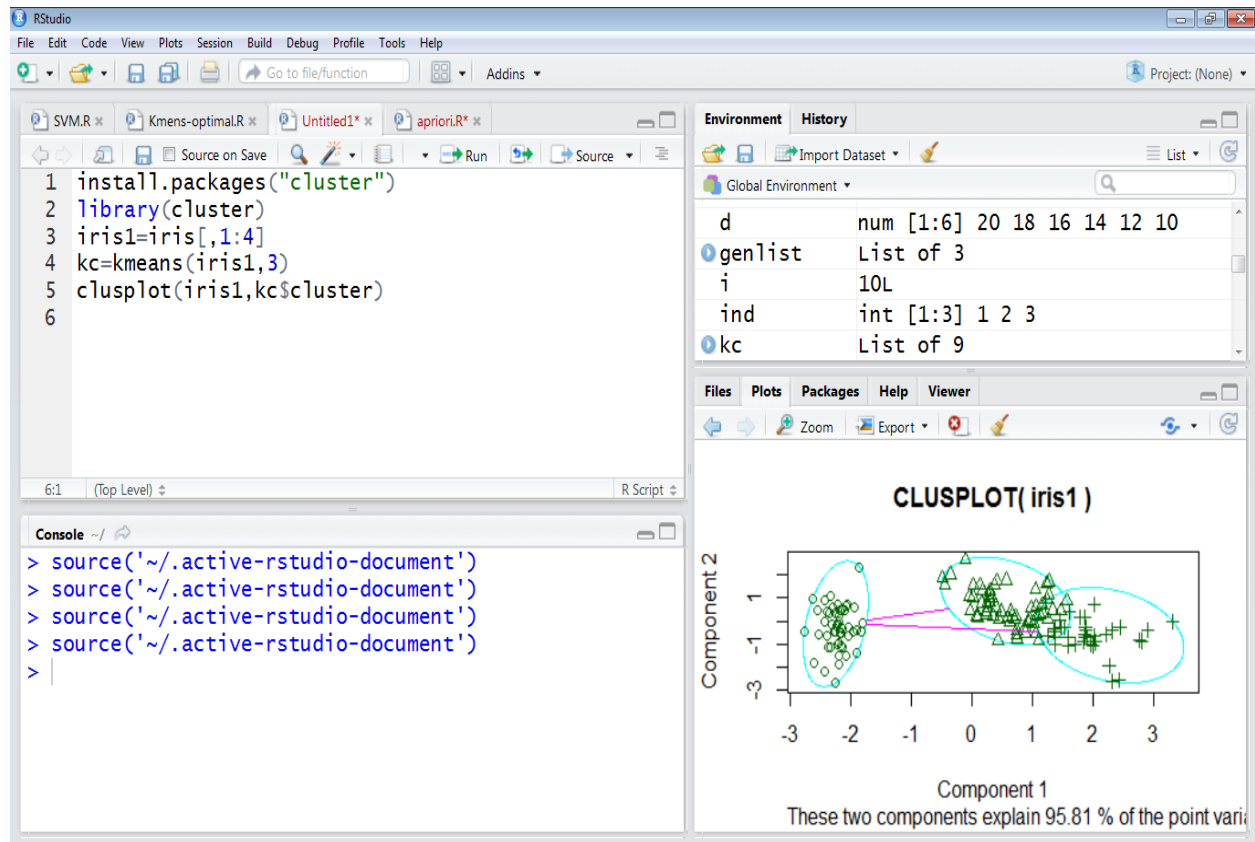 RStudio
File Edit Code View Plots Session Build Debug Profile Tools Help
Go to file/function Addins Project: (None)
SVM.R Kmens-optimal.R Untitled1* apriori.R*
Source on Save Run Source
1 install.packages("cluster")
2 library(cluster)
3 iris1=iris[,1:4]
4 kc=kmeans(iris1,3)
5 clusplot(iris1,kc$cluster)
6
6:1 (Top Level) R Script
Console ~/
> source('~/.active-rstudio-document')
> source('~/.active-rstudio-document')
> source('~/.active-rstudio-document')
> source('~/.active-rstudio-document')
>
Environment History
Import Dataset List
Global Environment
d num [1:6] 20 18 16 14 12 10
genlist List of 3
i 10L
ind int [1:3] 1 2 3
kc List of 9
Files Plots Packages Help Viewer
Zoom Export
CLUSPLOT( iris1 )
Component 2
1
-1
-3
-3 -2 -1 0 1 2 3
Component 1
These two components explain 95.81 % of the point varia